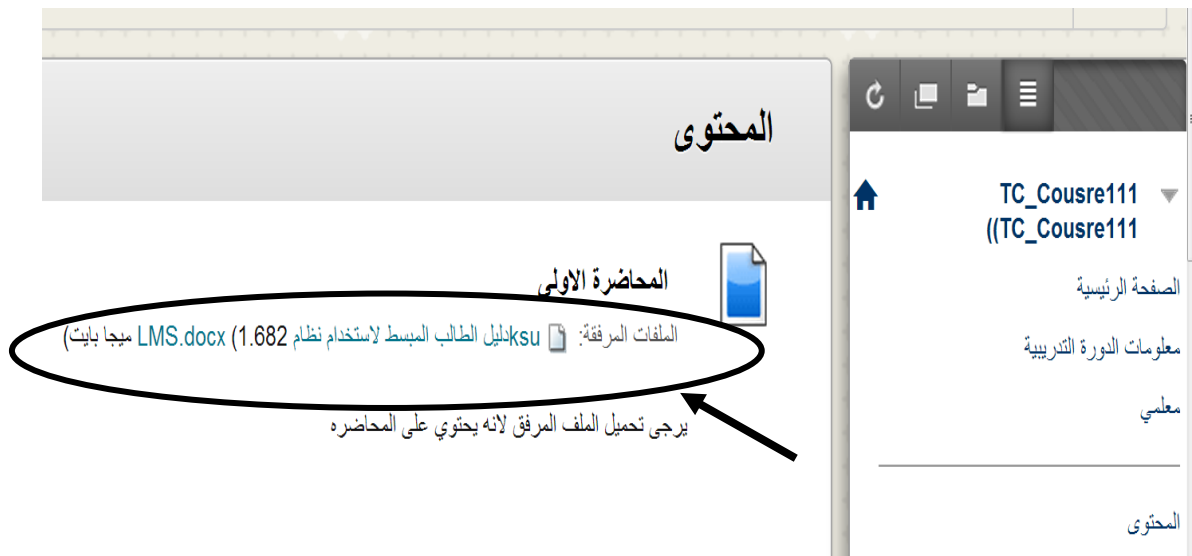 المحتوى
المحاضرة الاولى
الملفات المرفقة: ksuدليل الطالب المبسط لاستخدام نظام LMS.docx (1.682 ميجا بايت)
يرجى تحميل الملف المرفق لانه يحتوي على المحاضره
TC_Cousre111
((TC_Cousre111
الصفحة الرئيسية
معلومات الدورة التدريبية
معلمي
المحتوى